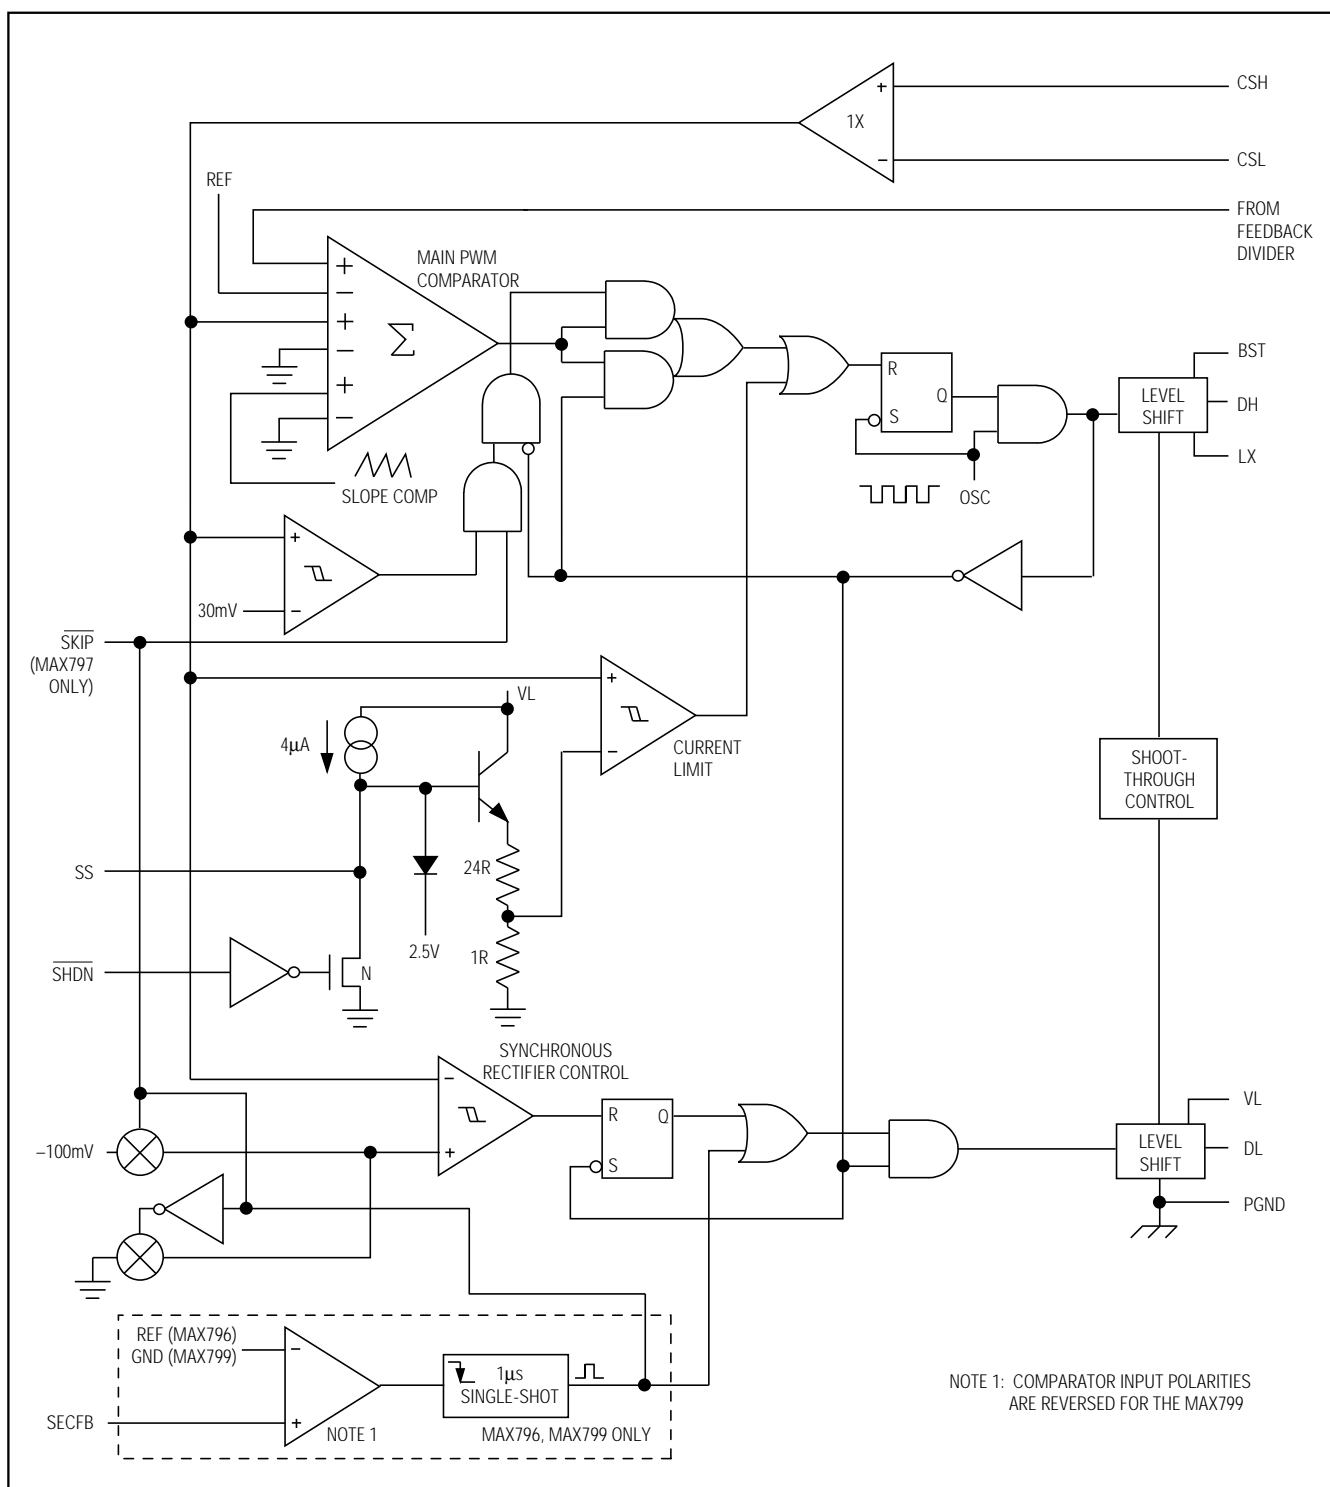 CSH
1X
CSL
REF
FROM
FEEDBACK
DIVIDER
MAIN PWM
COMPARATOR
+
−
+
−
+
−
Σ
SLOPE COMP
R
Q
S
OSC
BST
LEVEL
SHIFT
DH
LX
+
30mV
−
SKIP
(MAX797
ONLY)
VL
4µA
+
−
CURRENT
LIMIT
SHOOT-
THROUGH
CONTROL
SS
24R
2.5V
1R
SHDN
N
SYNCHRONOUS
RECTIFIER CONTROL
−
+
–100mV
R
Q
S
VL
LEVEL
SHIFT
DL
PGND
REF (MAX796)
GND (MAX799)
−
+
SECFB
NOTE 1
1µs
SINGLE-SHOT
MAX796, MAX799 ONLY
NOTE 1: COMPARATOR INPUT POLARITIES
ARE REVERSED FOR THE MAX799